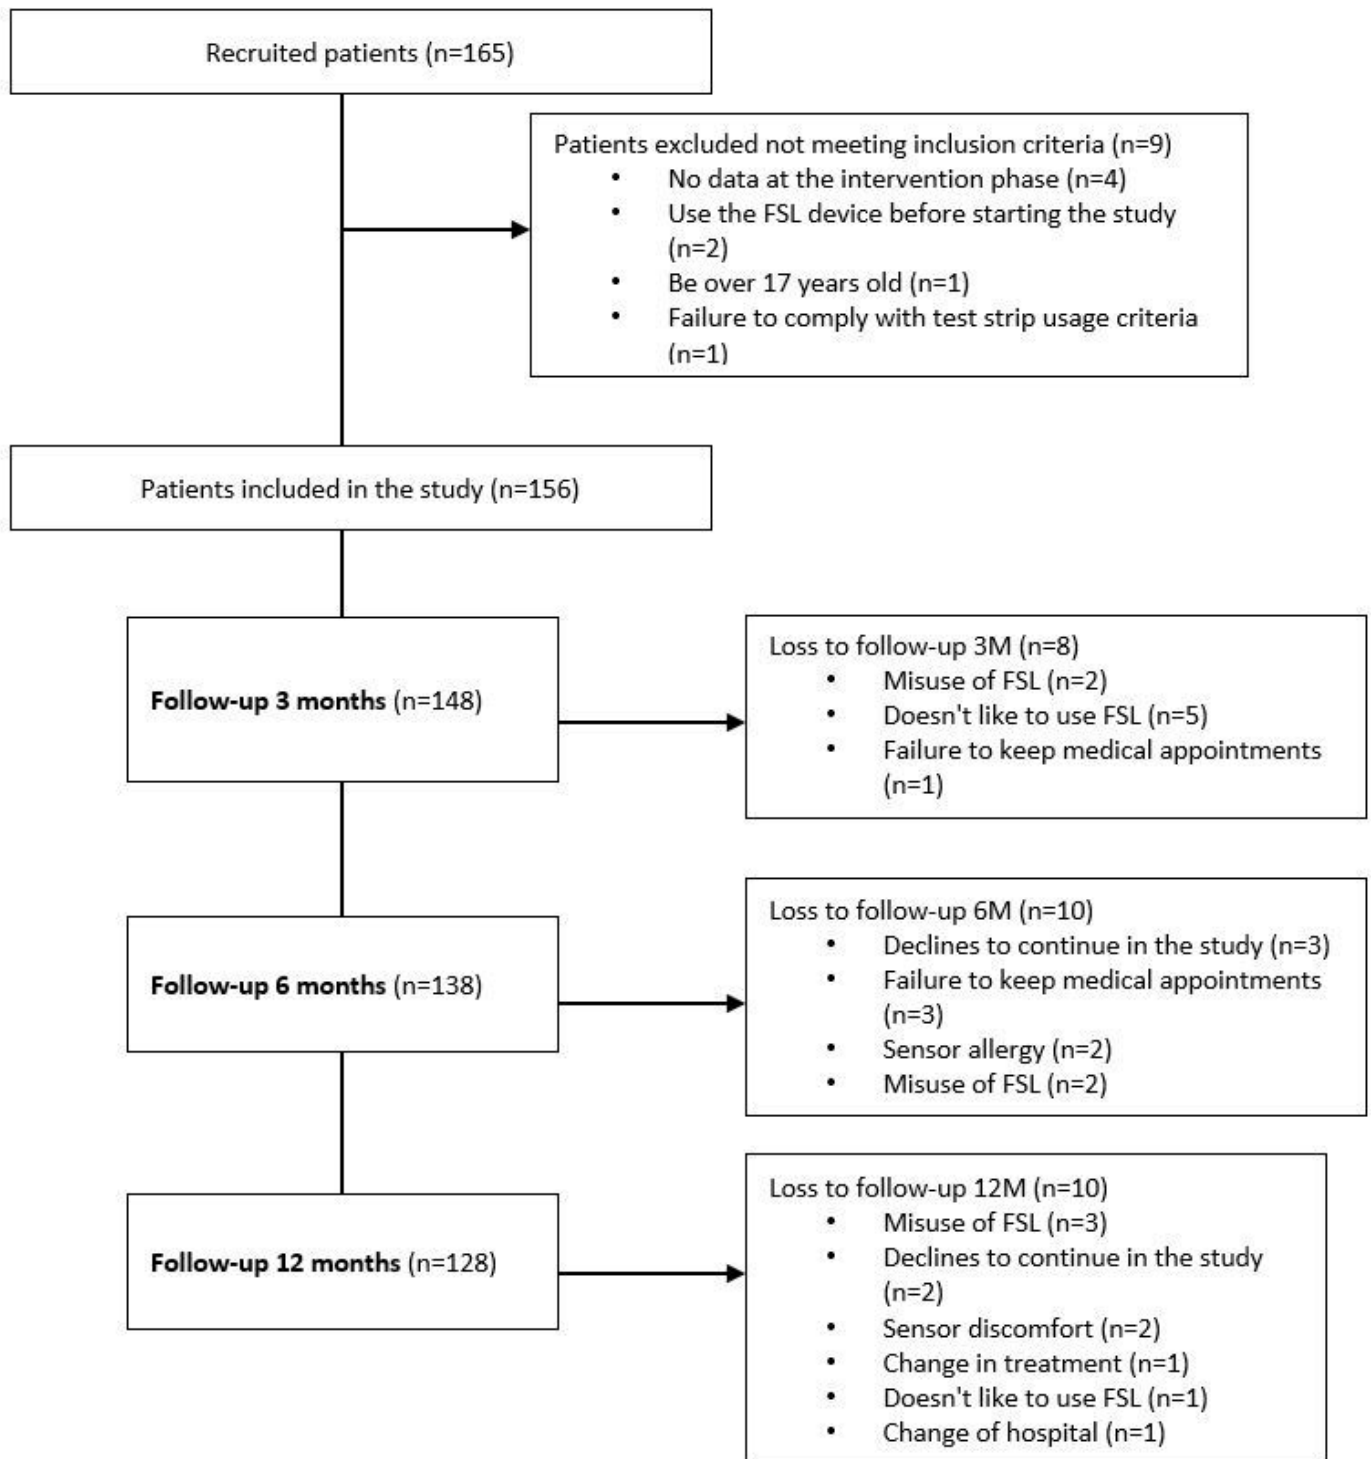 Recruited patients (n=165)
Patients excluded not meeting inclusion criteria (n=9)
• No data at the intervention phase (n=4)
• Use the FSL device before starting the study
(n=2)
• Be over 17 years old (n=1)
• Failure to comply with test strip usage criteria
(n=1)
Patients included in the study (n=156)
Follow-up 3 months (n=148)
Loss to follow-up 3M (n=8)
• Misuse of FSL (n=2)
• Doesn't like to use FSL (n=5)
• Failure to keep medical appointments
(n=1)
Follow-up 6 months (n=138)
Loss to follow-up 6M (n=10)
• Declines to continue in the study (n=3)
• Failure to keep medical appointments
(n=3)
• Sensor allergy (n=2)
• Misuse of FSL (n=2)
Follow-up 12 months (n=128)
Loss to follow-up 12M (n=10)
• Misuse of FSL (n=3)
• Declines to continue in the study
(n=2)
• Sensor discomfort (n=2)
• Change in treatment (n=1)
• Doesn't like to use FSL (n=1)
• Change of hospital (n=1)